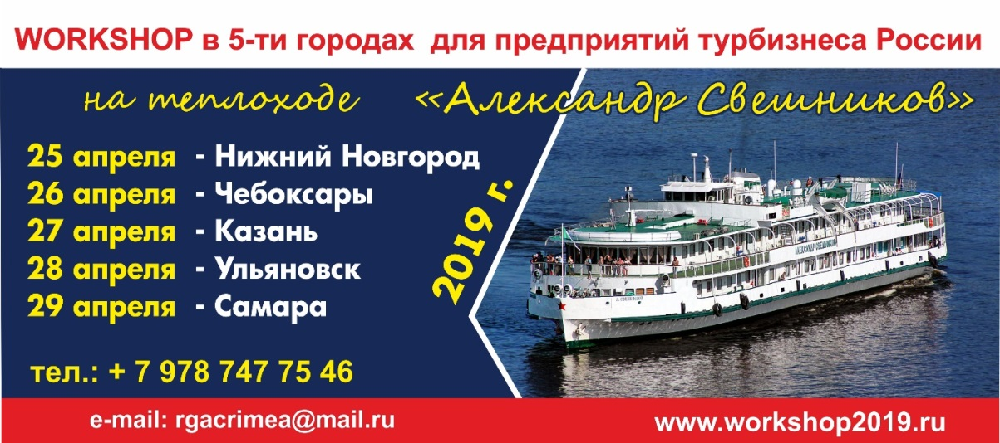 WORKSHOP в 5-ти городах для предприятий турбизнеса России
на теплоходе «Александр Свешников»
25 апреля - Нижний Новгород
26 апреля - Чебоксары
27 апреля - Казань
28 апреля - Ульяновск
29 апреля - Самара
2019 г.
АЛЕКСАНДР СВЕШНИКОВ
тел.: + 7 978 747 75 46
e-mail: rgacrimea@mail.ru
www.workshop2019.ru